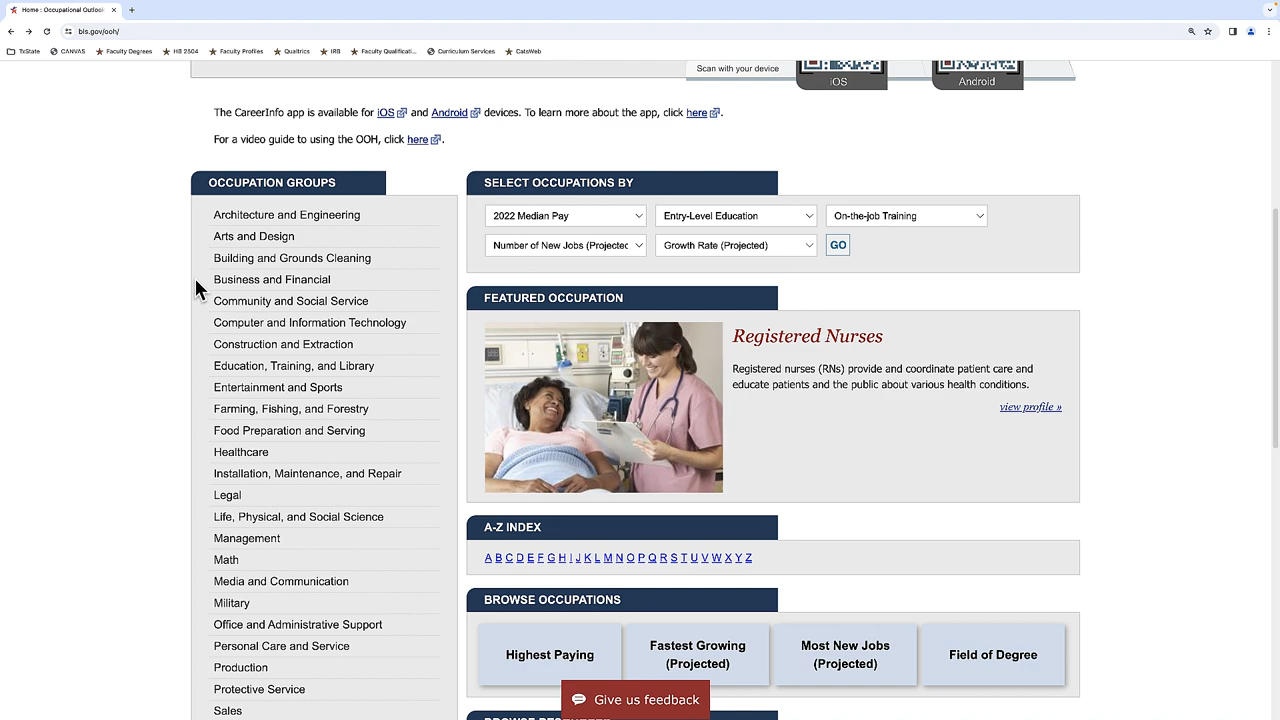 Home : Occupational Outlook
bls.gov/ooh/
TxState
CANVAS
Faculty Degrees
HB 2504
Faculty Profiles
Qualtrics
IRB
Faculty Qualificati...
Curriculum Services
CatsWeb
Scan with your device
iOS
Android
The CareerInfo app is available for iOS and Android devices. To learn more about the app, click here.
For a video guide to using the OOH, click here.
OCCUPATION GROUPS
Architecture and Engineering
Arts and Design
Building and Grounds Cleaning
Business and Financial
Community and Social Service
Computer and Information Technology
Construction and Extraction
Education, Training, and Library
Entertainment and Sports
Farming, Fishing, and Forestry
Food Preparation and Serving
Healthcare
Installation, Maintenance, and Repair
Legal
Life, Physical, and Social Science
Management
Math
Media and Communication
Military
Office and Administrative Support
Personal Care and Service
Production
Protective Service
Sales
SELECT OCCUPATIONS BY
2022 Median Pay
Entry-Level Education
On-the-job Training
Number of New Jobs (Projected
Growth Rate (Projected)
GO
FEATURED OCCUPATION
Registered Nurses
Registered nurses (RNs) provide and coordinate patient care and
educate patients and the public about various health conditions.
view profile »
A-Z INDEX
A B C D E F G H I J K L M N O P Q R S T U V W X Y Z
BROWSE OCCUPATIONS
Highest Paying
Fastest Growing
(Projected)
Most New Jobs
(Projected)
Field of Degree
Give us feedback